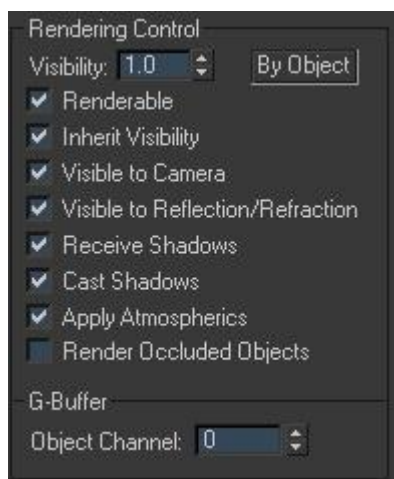 Rendering Control
Visibility: 1.0 By Object
Renderable
Inherit Visibility
Visible to Camera
Visible to Reflection/Refraction
Receive Shadows
Cast Shadows
Apply Atmospherics
Render Occluded Objects
G-Buffer
Object Channel: 0